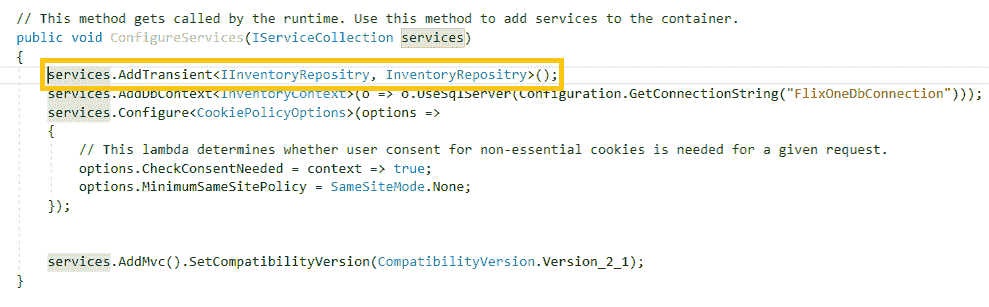 // This method gets called by the runtime. Use this method to add services to the container.
public void ConfigureServices(IServiceCollection services)
{
services.AddTransient<IInventoryRepositry, InventoryRepositry>();
services.AddDbContext<InventoryContext>(o => o.UseSqlServer(Configuration.GetConnectionString("FlixOneDbConnection")));
services.Configure<CookiePolicyOptions>(options =>
{
// This lambda determines whether user consent for non-essential cookies is needed for a given request.
options.CheckConsentNeeded = context => true;
options.MinimumSameSitePolicy = SameSiteMode.None;
});
services.AddMvc().SetCompatibilityVersion(CompatibilityVersion.Version_2_1);
}